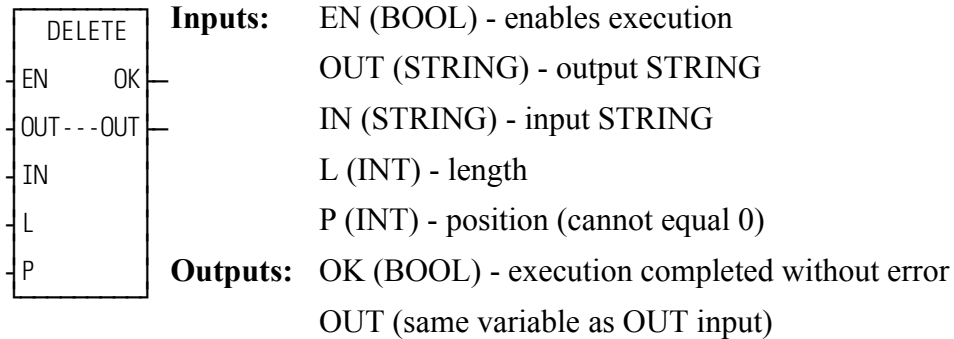 DELETE
EN OK
OUT---OUT
IN
L
P
Inputs: EN (BOOL) - enables execution
OUT (STRING) - output STRING
IN (STRING) - input STRING
L (INT) - length
P (INT) - position (cannot equal 0)
Outputs: OK (BOOL) - execution completed without error
OUT (same variable as OUT input)